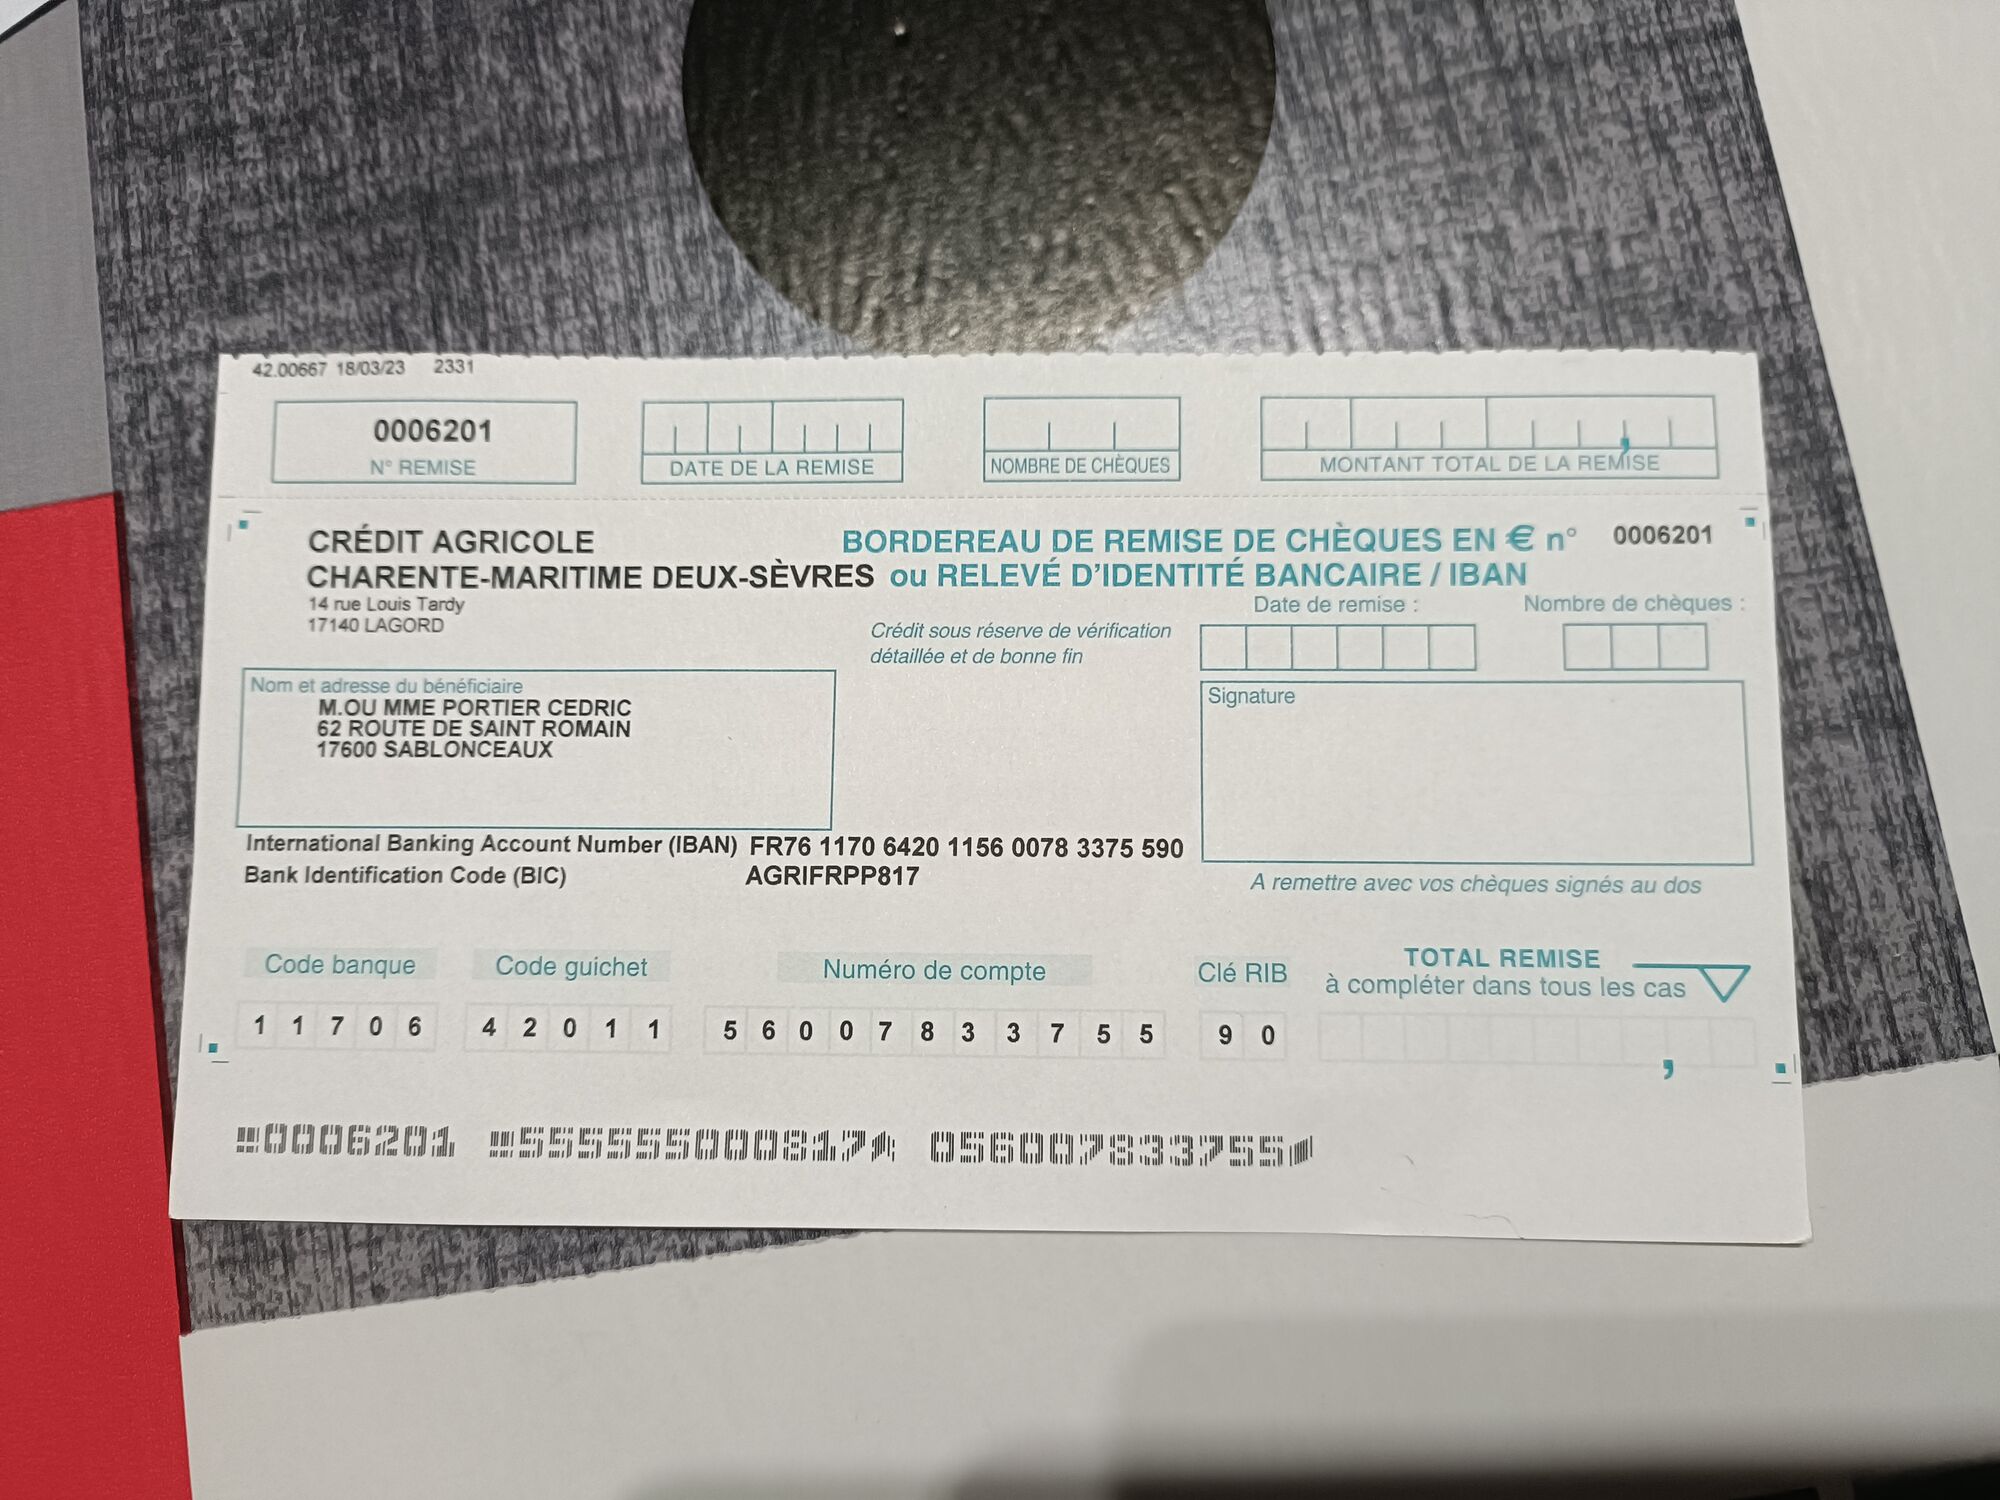 42.00667 18/03/23 2331
0006201
N° REMISE
DATE DE LA REMISE
NOMBRE DE CHÈQUES
,
MONTANT TOTAL DE LA REMISE
CRÉDIT AGRICOLE
CHARENTE-MARITIME DEUX-SÈVRES
14 rue Louis Tardy
17140 LAGORD
BORDEREAU DE REMISE DE CHÈQUES EN € n° 0006201
ou RELEVÉ D'IDENTITÉ BANCAIRE / IBAN
Date de remise :
Nombre de chèques :
Crédit sous réserve de vérification
détaillée et de bonne fin
Nom et adresse du bénéficiaire
M.OU MME PORTIER CEDRIC
62 ROUTE DE SAINT ROMAIN
17600 SABLONCEAUX
Signature
International Banking Account Number (IBAN) FR76 1170 6420 1156 0078 3375 590
Bank Identification Code (BIC) AGRIFRPP817
A remettre avec vos chèques signés au dos
Code banque
Code guichet
Numéro de compte
Clé RIB
TOTAL REMISE
à compléter dans tous les cas
1 1 7 0 6
4 2 0 1 1
5 6 0 0 7 8 3 3 7 5 5
9 0
,
0006201 555555000817 056007833755